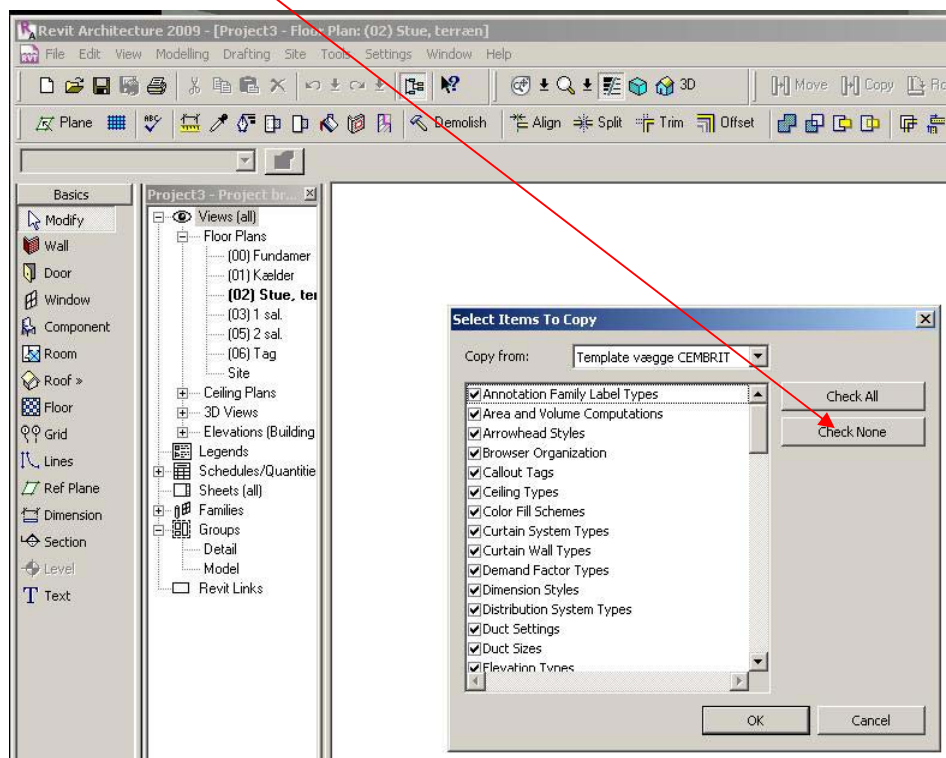 Revit Architecture 2009 - [Project3 - Floor Plan: (02) Stue, terræn]
File Edit View Modelling Drafting Site Tools Settings Window Help
3D Move Copy
Plane Demolish Align Split Trim Offset
Basics
Modify
Wall
Door
Window
Component
Room
Roof »
Floor
Grid
Lines
Ref Plane
Dimension
Section
Level
Text
Project3 - Project br...
Views (all)
Floor Plans
(00) Fundamer
(01) Kælder
(02) Stue, ter
(03) 1 sal.
(05) 2 sal.
(06) Tag
Site
Ceiling Plans
3D Views
Elevations (Building
Legends
Schedules/Quantitie
Sheets (all)
Families
Groups
Detail
Model
Revit Links
Select Items To Copy
Copy from: Template vægge CEMBRIT
Annotation Family Label Types
Area and Volume Computations
Arrowhead Styles
Browser Organization
Callout Tags
Ceiling Types
Color Fill Schemes
Curtain System Types
Curtain Wall Types
Demand Factor Types
Dimension Styles
Distribution System Types
Duct Settings
Duct Sizes
Elevation Types
Check All
Check None
OK Cancel